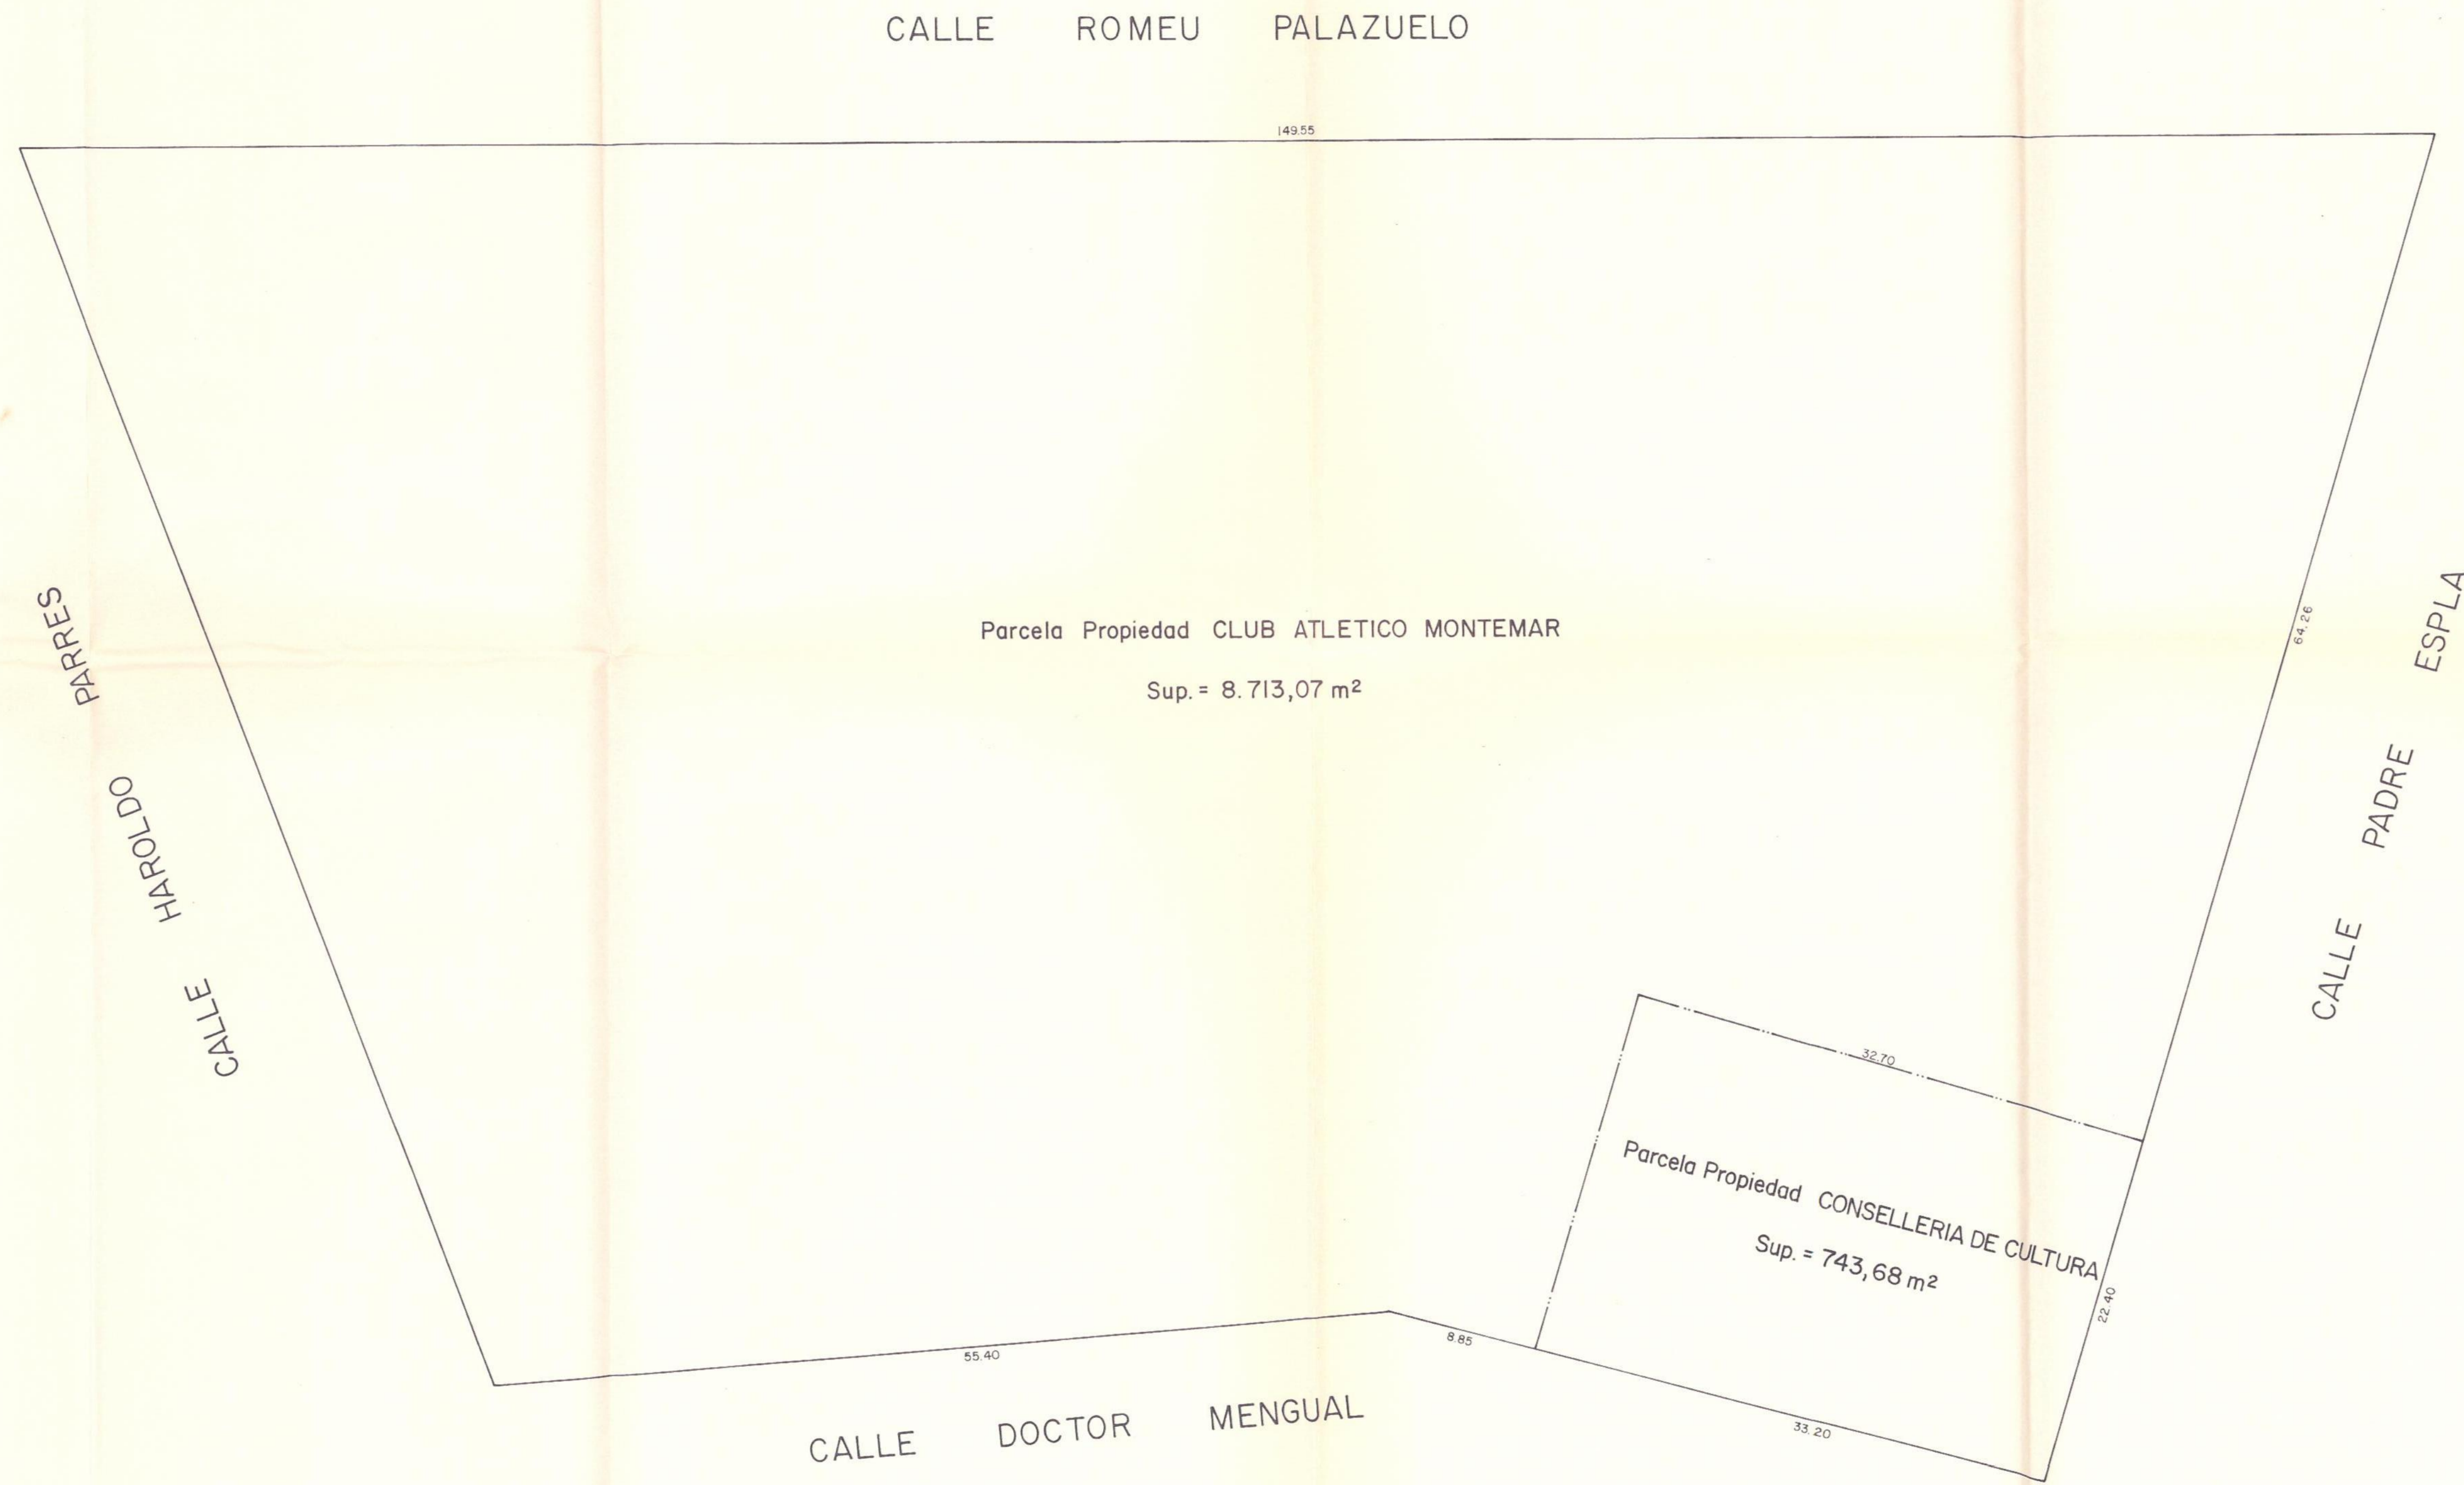 CALLE ROMEU PALAZUELO
149.55
CALLE HAROLDO PARRES
Parcela Propiedad CLUB ATLETICO MONTEMAR
Sup. = 8.713,07 m²
64.26
CALLE PADRE ESPLA
32.70
Parcela Propiedad CONSELLERIA DE CULTURA
Sup. = 743,68 m²
22.40
8.85
55.40
33.20
CALLE DOCTOR MENGUAL